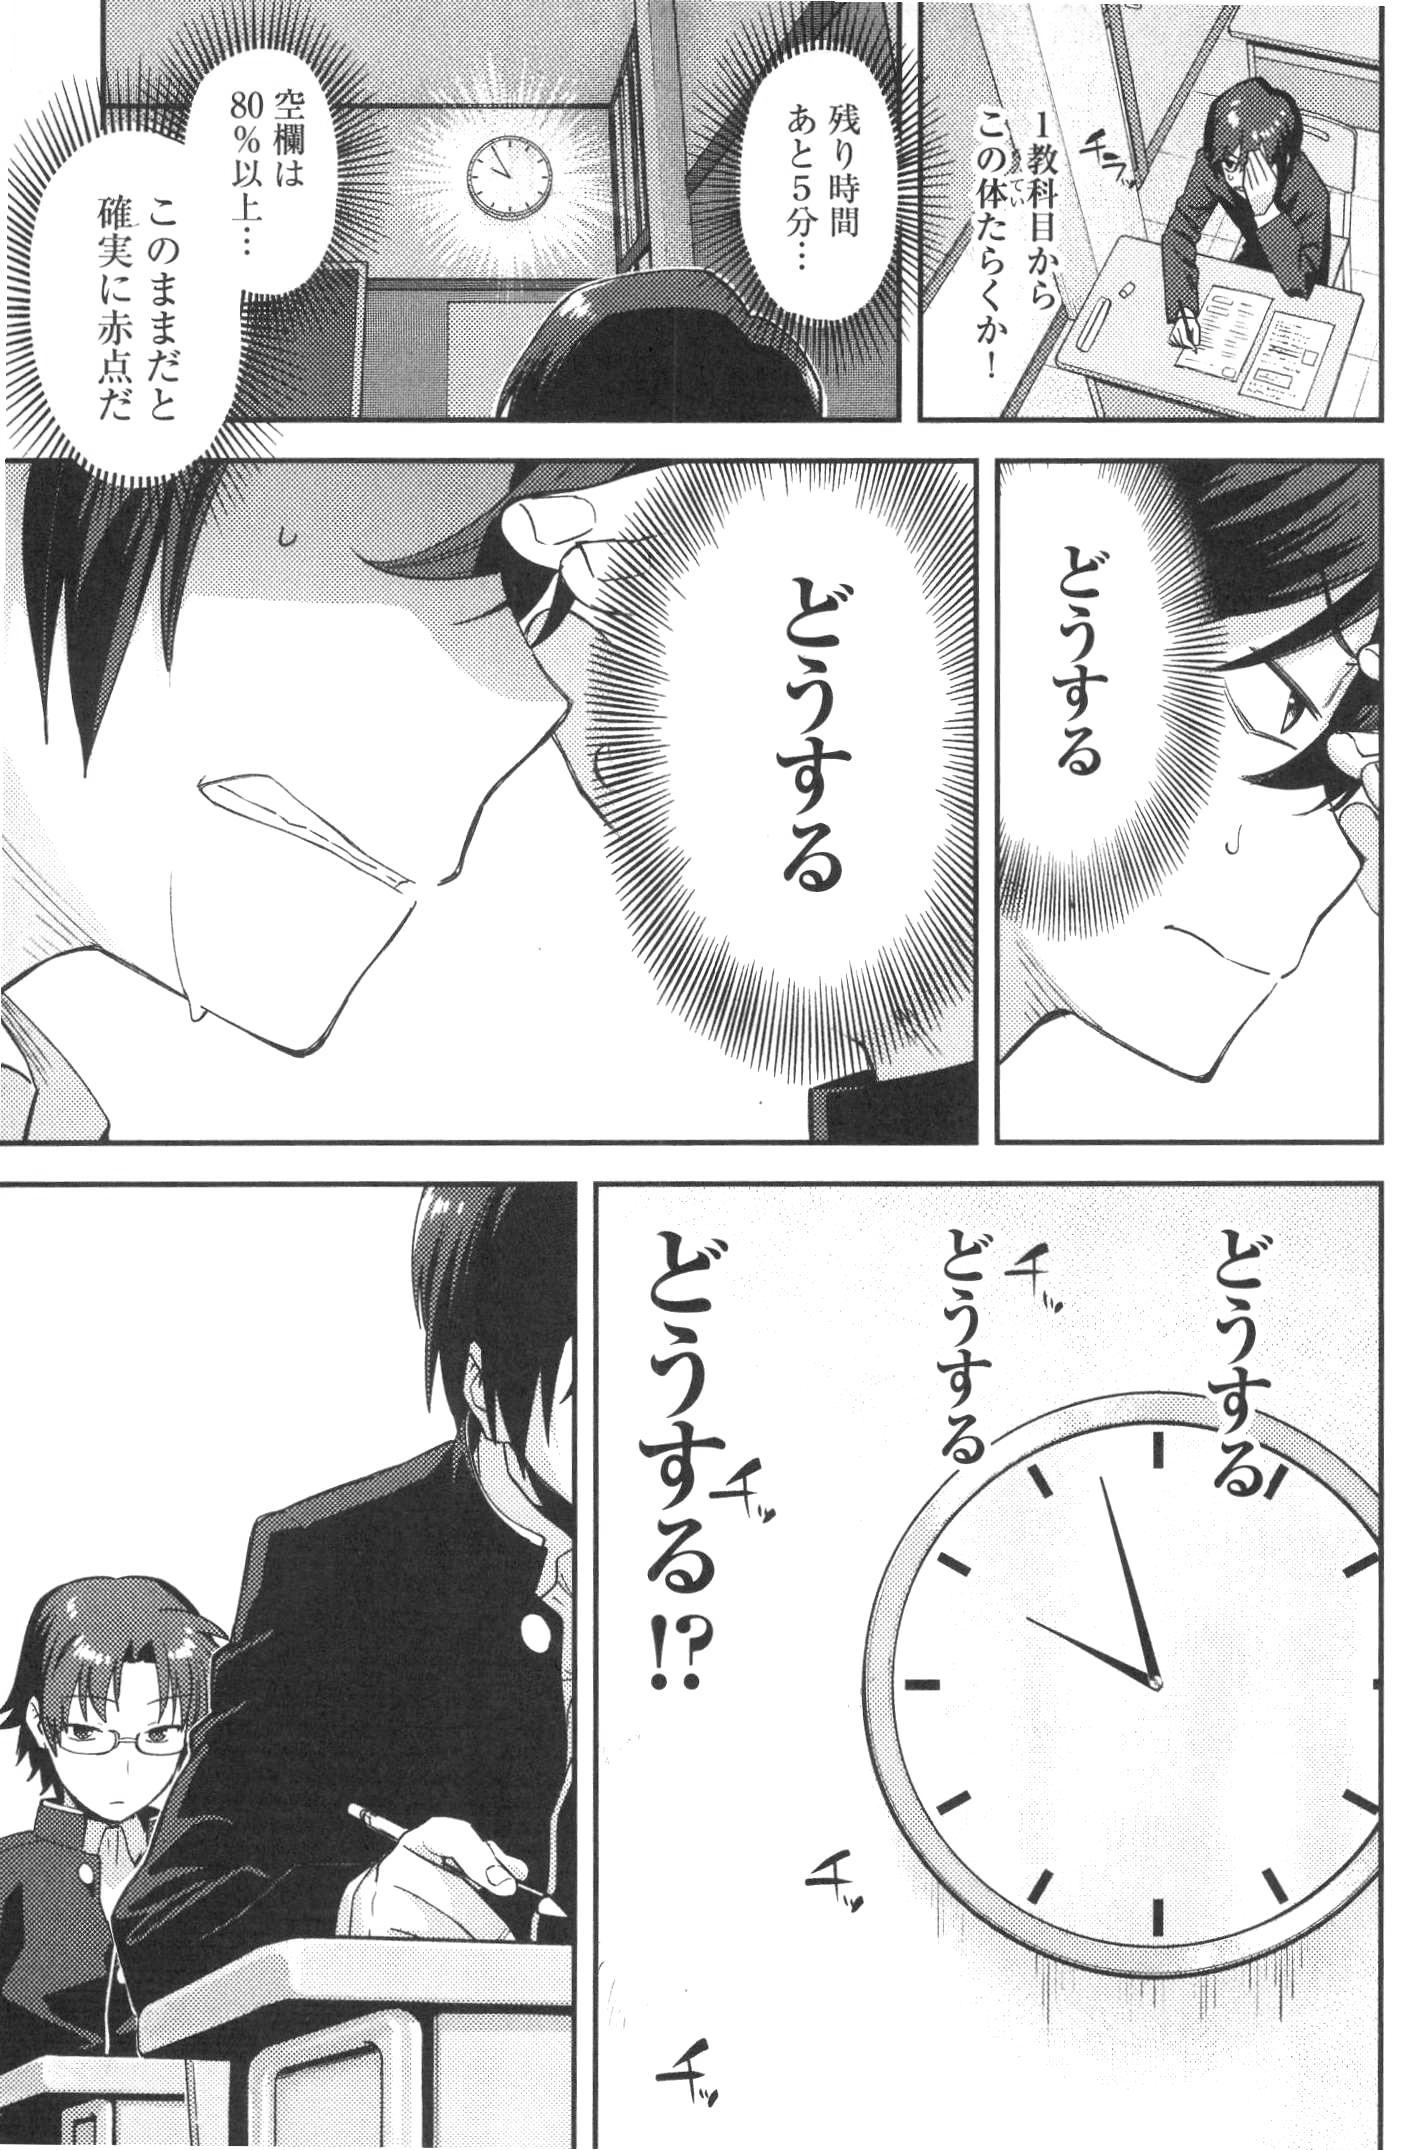 1教科目から
この体たらくか！
てい
チラッ
残り時間
あと5分…
空欄は
80％以上…
このままだと
確実に赤点だ
どうする
どうする
どうする
チッ
どうする
チッ
どうする!?
チッ
チッ